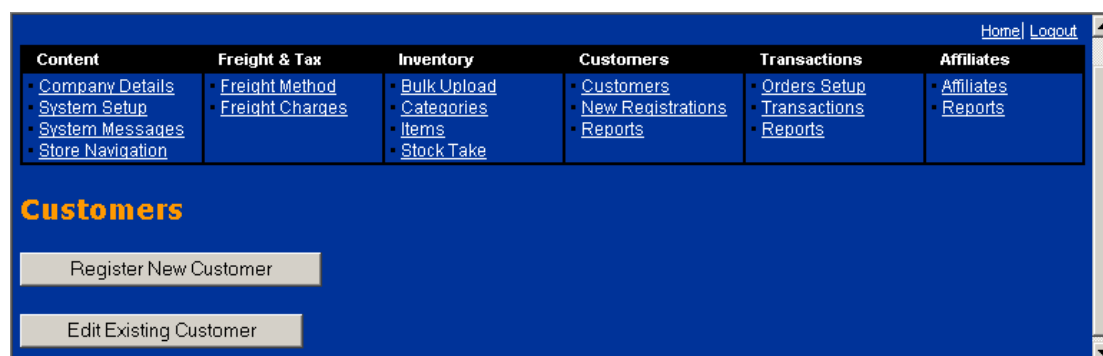 Home| Logout
Content Freight & Tax Inventory Customers Transactions Affiliates
Company Details Freight Method Bulk Upload Customers Orders Setup Affiliates
System Setup Freight Charges Categories New Registrations Transactions Reports
System Messages Items Reports Reports
Store Navigation Stock Take
Customers
Register New Customer
Edit Existing Customer